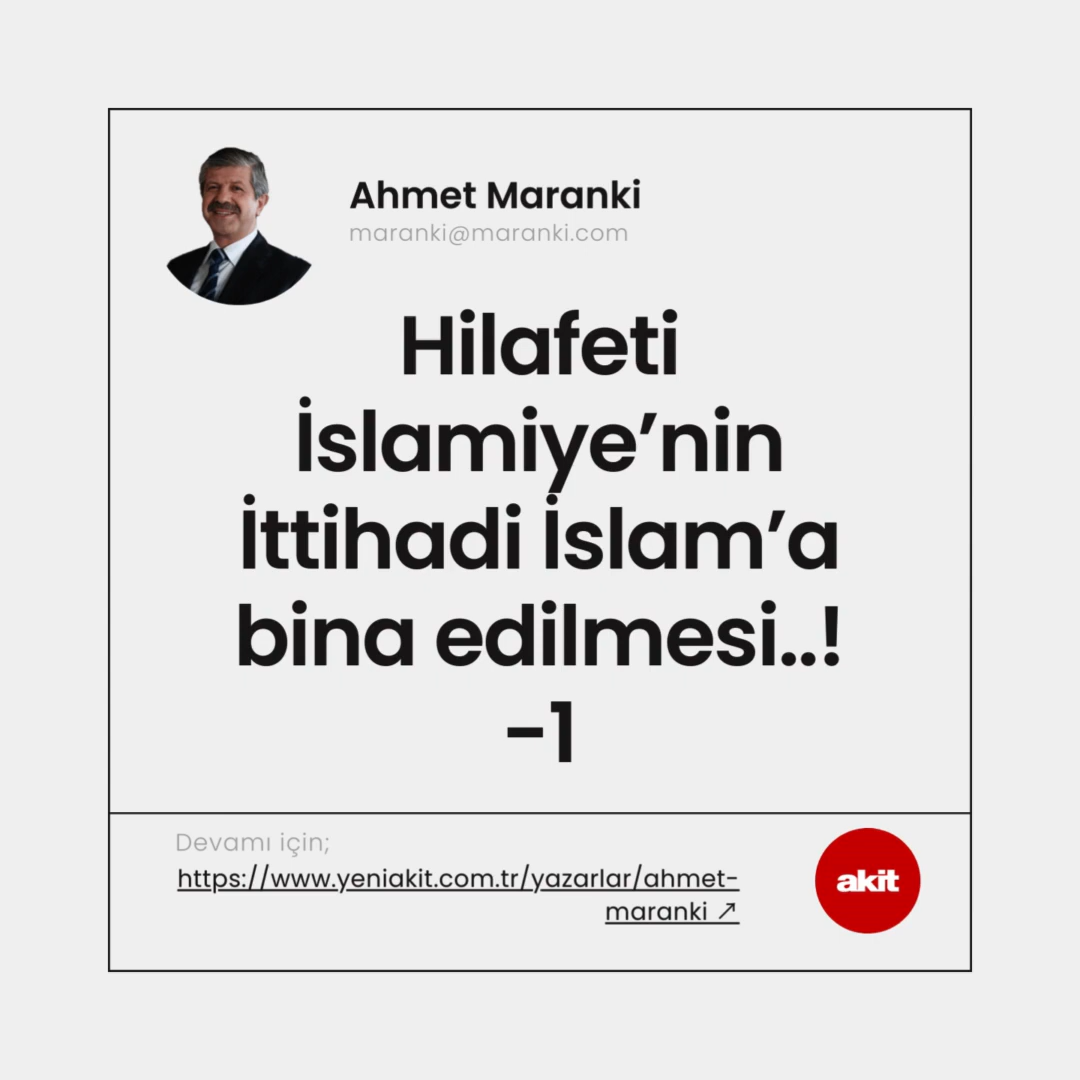 Ahmet Maranki
maranki@maranki.com
Hilafeti
İslamiye’nin
İttihadi İslam’a
bina edilmesi..!
-1
Devamı için;
https://www.yeniakit.com.tr/yazarlar/ahmet-
maranki ↗
akit